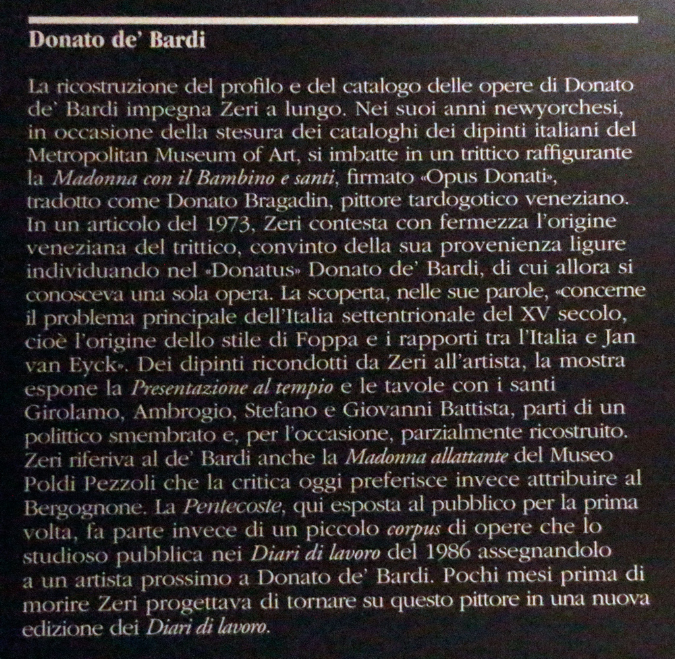 Donato de' Bardi
La ricostruzione del profilo e del catalogo delle opere di Donato
de' Bardi impegna Zeri a lungo. Nei suoi anni newyorchesi,
in occasione della stesura dei cataloghi dei dipinti italiani del
Metropolitan Museum of Art, si imbatte in un trittico raffigurante
la Madonna con il Bambino e santi, firmato «Opus Donati»,
tradotto come Donato Bragadin, pittore tardogotico veneziano.
In un articolo del 1973, Zeri contesta con fermezza l'origine
veneziana del trittico, convinto della sua provenienza ligure
individuando nel «Donatus» Donato de' Bardi, di cui allora si
conosceva una sola opera. La scoperta, nelle sue parole, «concerne
il problema principale dell'Italia settentrionale del XV secolo,
cioè l'origine dello stile di Foppa e i rapporti tra l'Italia e Jan
van Eyck». Dei dipinti ricondotti da Zeri all'artista, la mostra
espone la Presentazione al tempio e le tavole con i santi
Girolamo, Ambrogio, Stefano e Giovanni Battista, parti di un
polittico smembrato e, per l'occasione, parzialmente ricostruito.
Zeri riferiva al de' Bardi anche la Madonna allattante del Museo
Poldi Pezzoli che la critica oggi preferisce invece attribuire al
Bergognone. La Pentecoste, qui esposta al pubblico per la prima
volta, fa parte invece di un piccolo corpus di opere che lo
studioso pubblica nei Diari di lavoro del 1986 assegnandolo
a un artista prossimo a Donato de' Bardi. Pochi mesi prima di
morire Zeri progettava di tornare su questo pittore in una nuova
edizione dei Diari di lavoro.